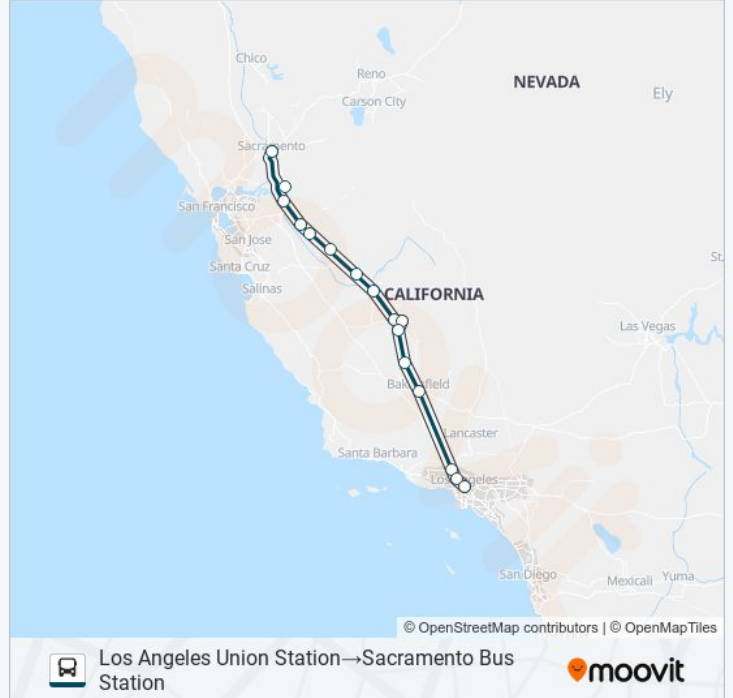 Chico
Reno
Carson City
NEVADA
Ely
Sacramento
San Francisco
San Jose
Santa Cruz
Salinas
St.
CALIFORNIA
Las Vegas
Bakersfield
Lancaster
Santa Barbara
Los Angeles
San Diego
Mexicali
Yuma
© OpenStreetMap contributors | © OpenMapTiles
Los Angeles Union Station→Sacramento Bus
Station
moovit